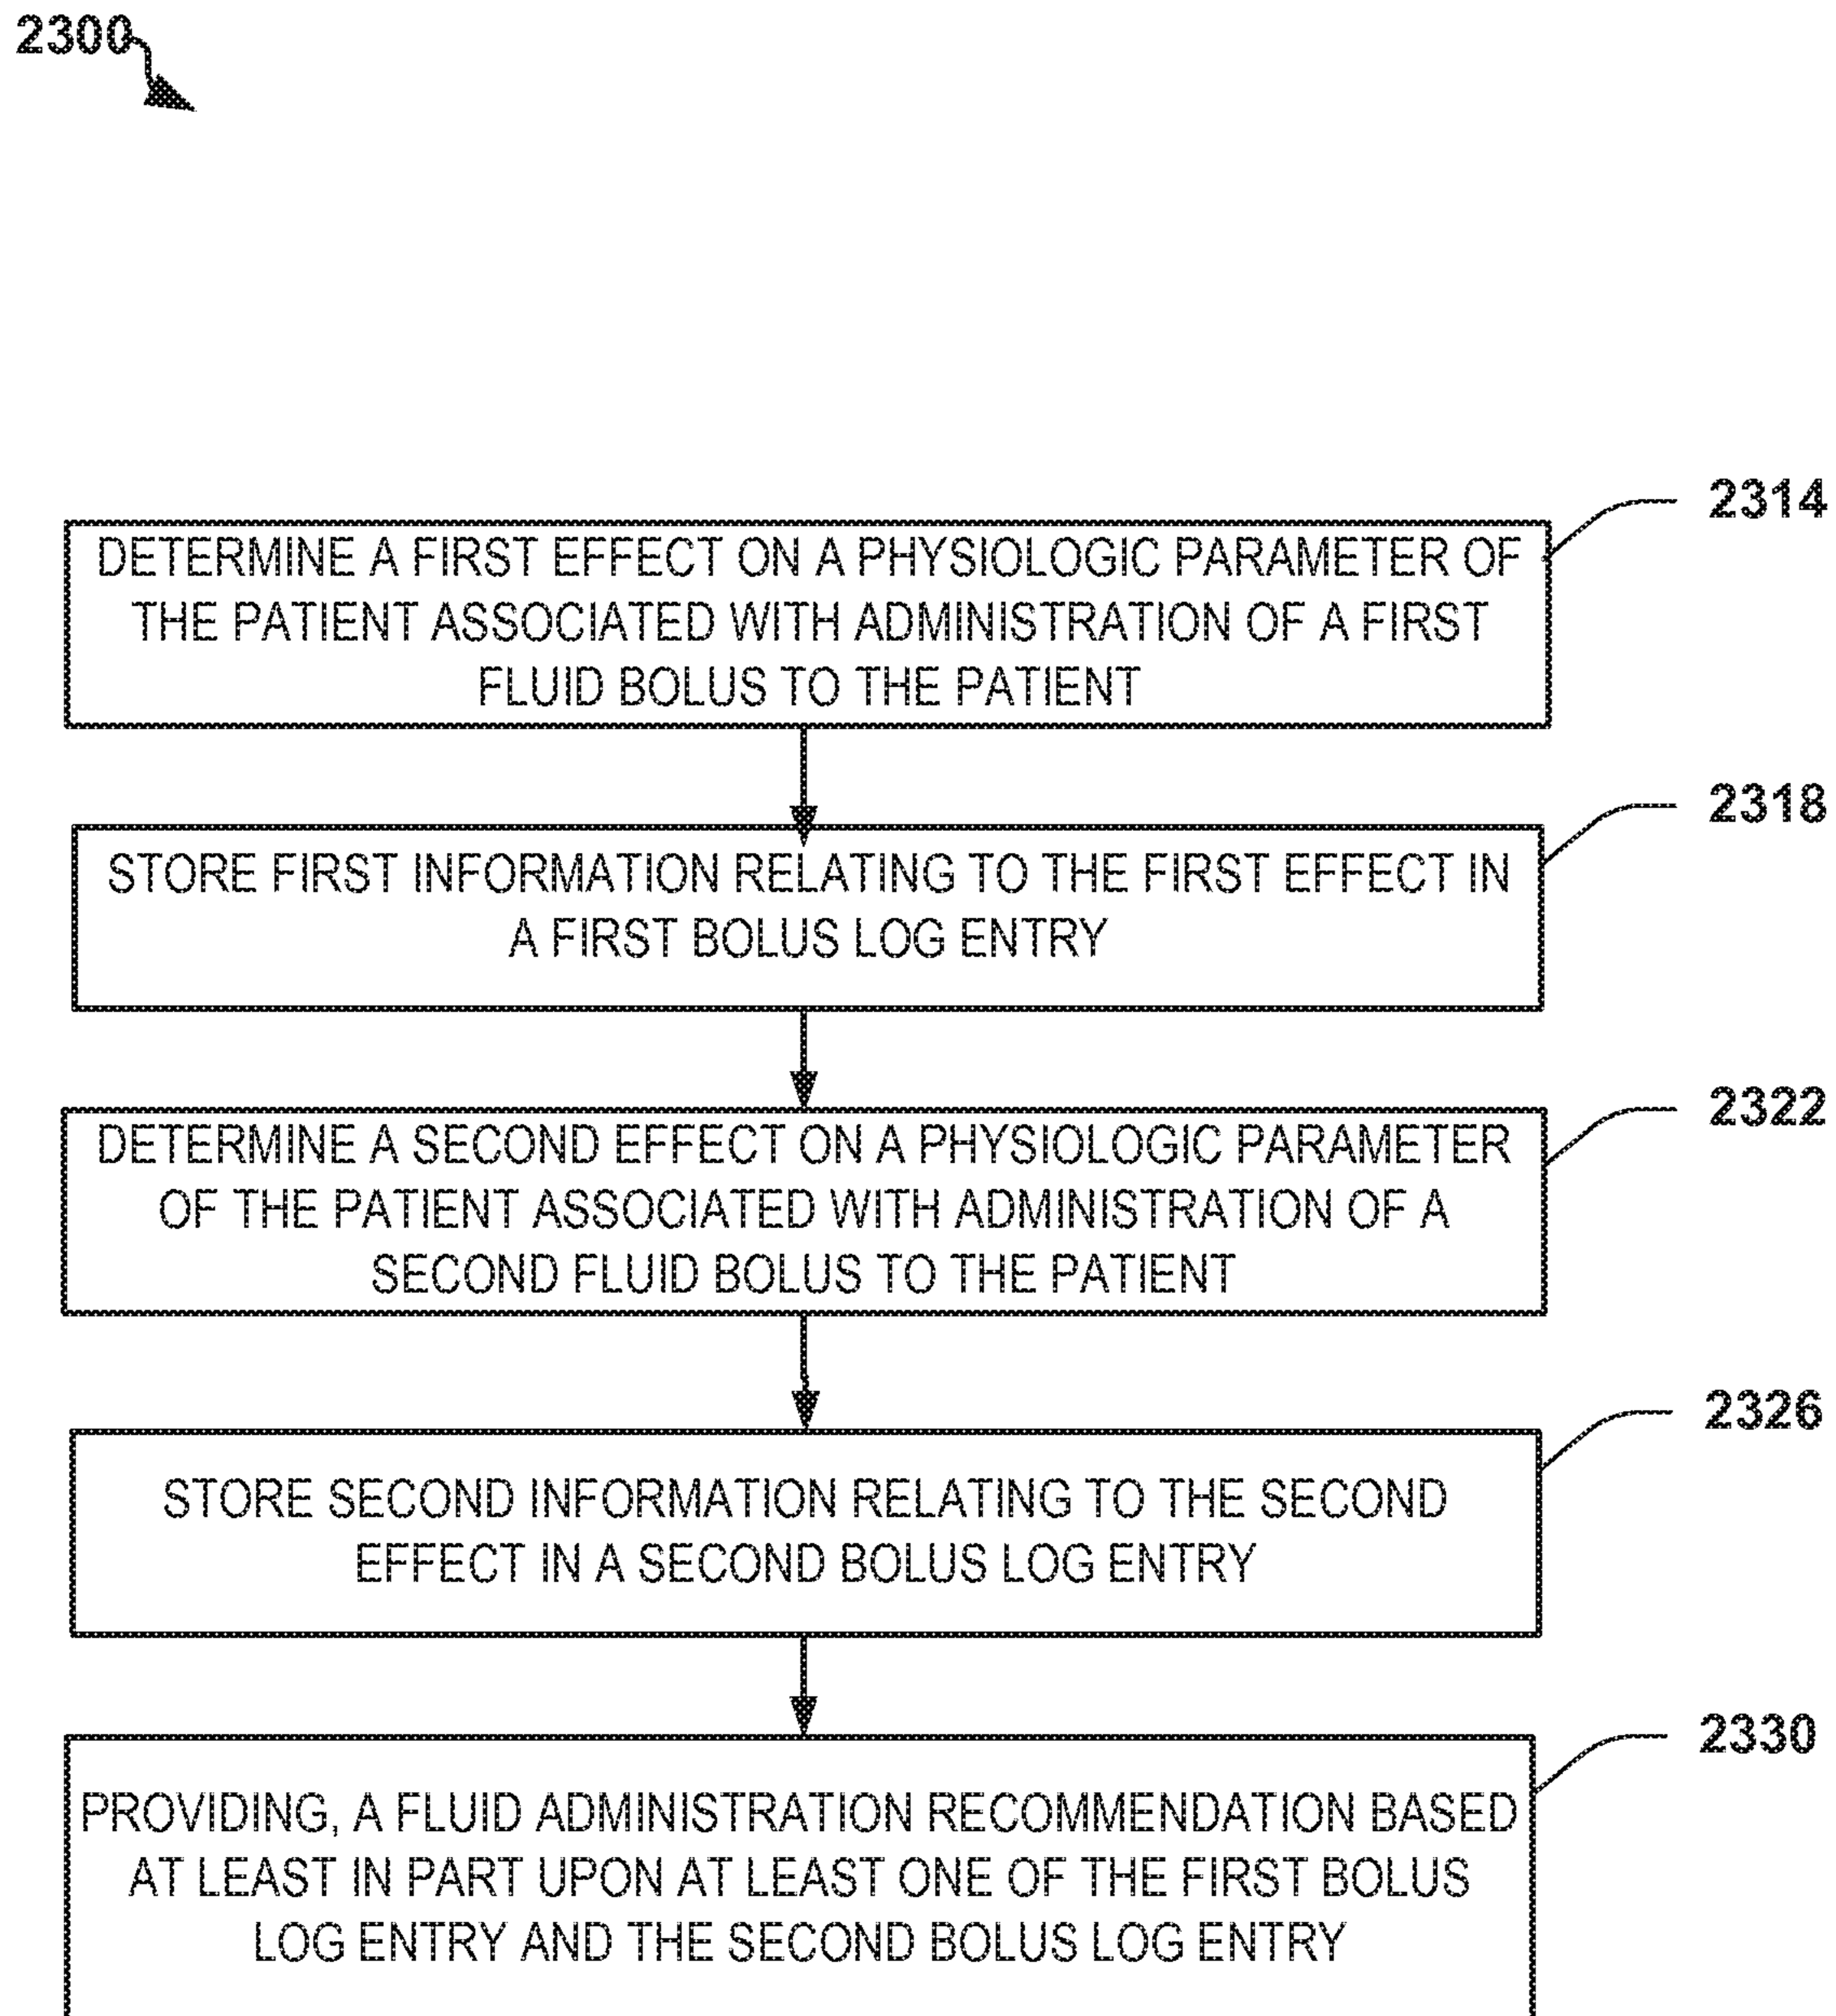 2300
2314
DETERMINE A FIRST EFFECT ON A PHYSIOLOGIC PARAMETER OF
THE PATIENT ASSOCIATED WITH ADMINISTRATION OF A FIRST
FLUID BOLUS TO THE PATIENT
2318
STORE FIRST INFORMATION RELATING TO THE FIRST EFFECT IN
A FIRST BOLUS LOG ENTRY
2322
DETERMINE A SECOND EFFECT ON A PHYSIOLOGIC PARAMETER
OF THE PATIENT ASSOCIATED WITH ADMINISTRATION OF A
SECOND FLUID BOLUS TO THE PATIENT
2326
STORE SECOND INFORMATION RELATING TO THE SECOND
EFFECT IN A SECOND BOLUS LOG ENTRY
2330
PROVIDING, A FLUID ADMINISTRATION RECOMMENDATION BASED
AT LEAST IN PART UPON AT LEAST ONE OF THE FIRST BOLUS
LOG ENTRY AND THE SECOND BOLUS LOG ENTRY